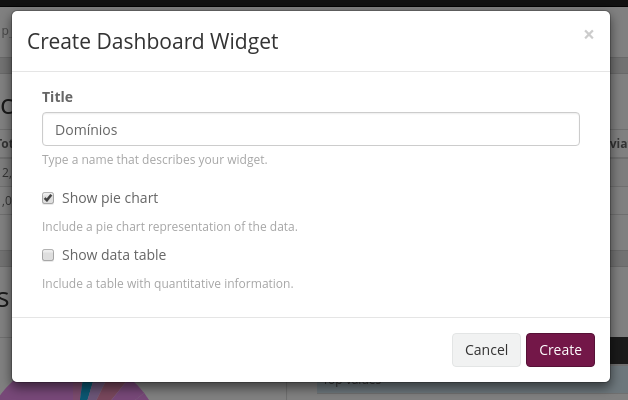 Create Dashboard Widget
×
Title
Domínios
Type a name that describes your widget.
Show pie chart
Include a pie chart representation of the data.
Show data table
Include a table with quantitative information.
Cancel
Create